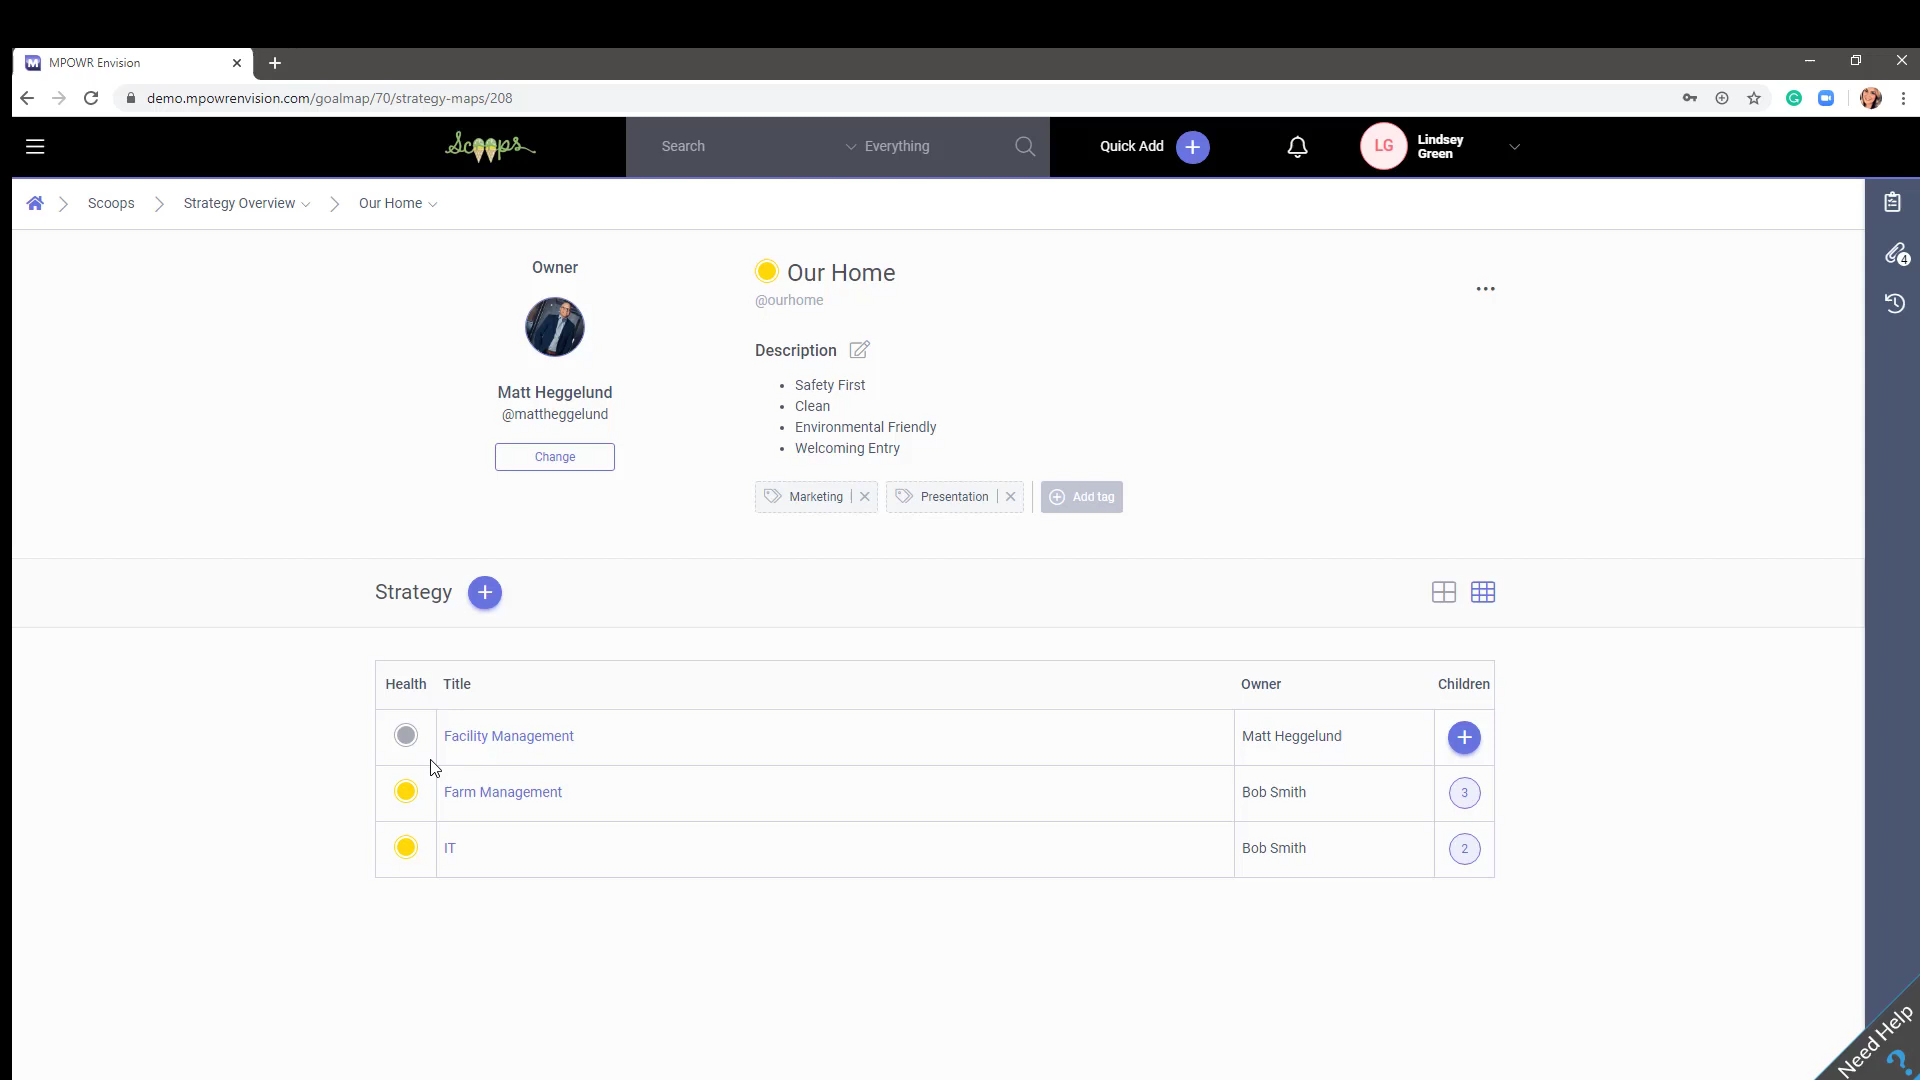 MPOWR Envision
demo.mpowrenvision.com/goalmap/70/strategy-maps/208
Scoops
Search
Everything
Quick Add
LG
Lindsey
Green
Scoops
Strategy Overview
Our Home
4
Owner
Matt Heggelund
@mattheggelund
Change
Our Home
@ourhome
Description
• Safety First
• Clean
• Environmental Friendly
• Welcoming Entry
Marketing
Presentation
Add tag
Strategy
Health Title Owner Children
Facility Management Matt Heggelund
Farm Management Bob Smith 3
IT Bob Smith 2
Need Help
?